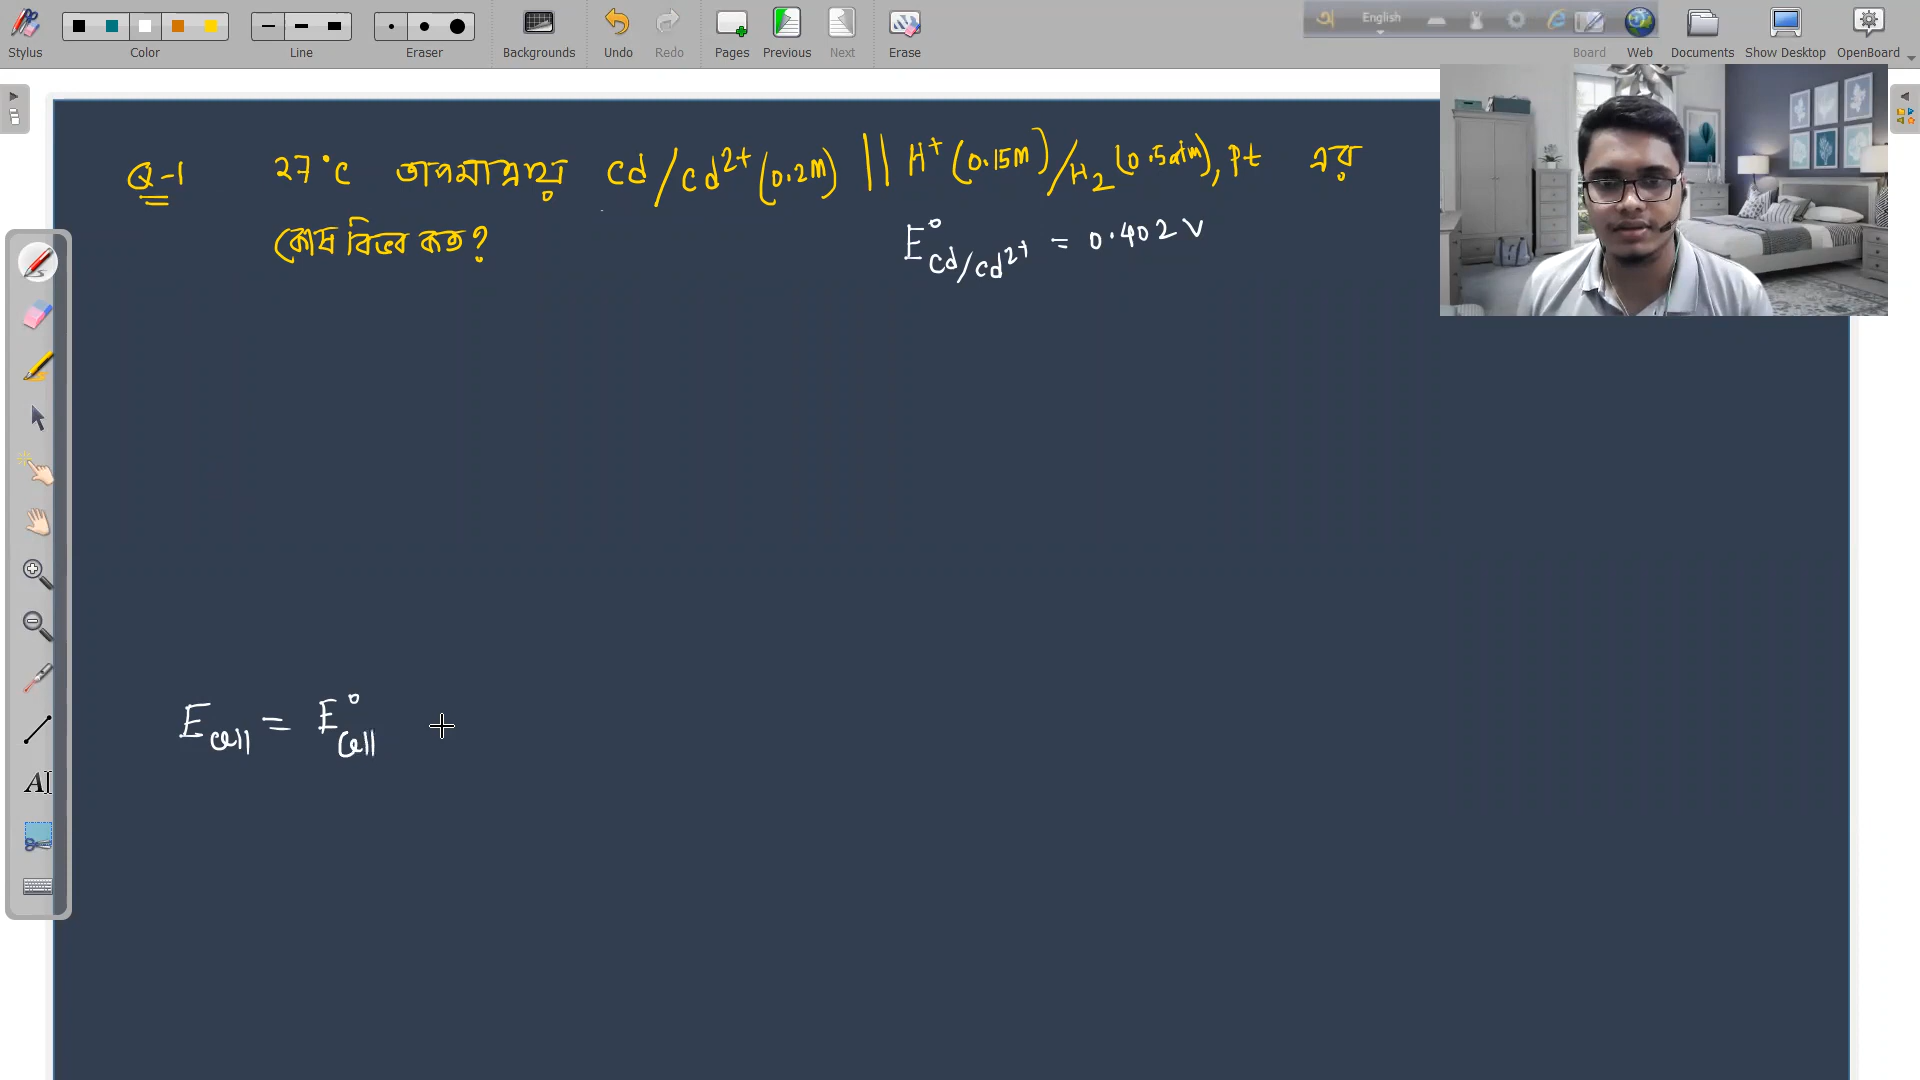 Stylus Color Line Eraser Backgrounds Undo Redo Pages Previous Next Erase Board Web Documents Show Desktop OpenBoard
English
Q-1 27°C তাপমাত্রায় Cd/Cd²⁺(0.2M) || H⁺(0.15M)/H₂(0.5atm), Pt এর
কোষ বিভব কত?
E°Cd/Cd²⁺ = 0.402 V
Ecell = E°Cell